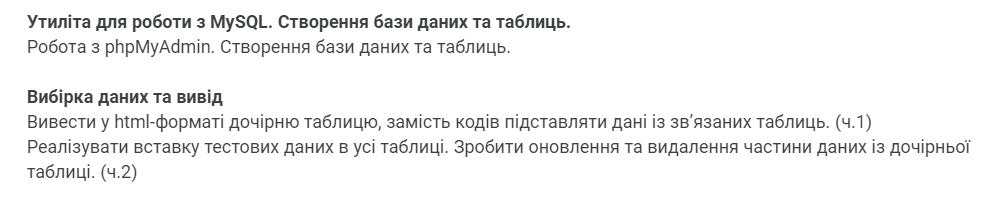 Утиліта для роботи з MySQL. Створення бази даних та таблиць.
Робота з phpMyAdmin. Створення бази даних та таблиць.
Вибірка даних та вивід
Вивести у html-форматі дочірню таблицю, замість кодів підставляти дані із зв’язаних таблиць. (ч.1)
Реалізувати вставку тестових даних в усі таблиці. Зробити оновлення та видалення частини даних із дочірньої
таблиці. (ч.2)